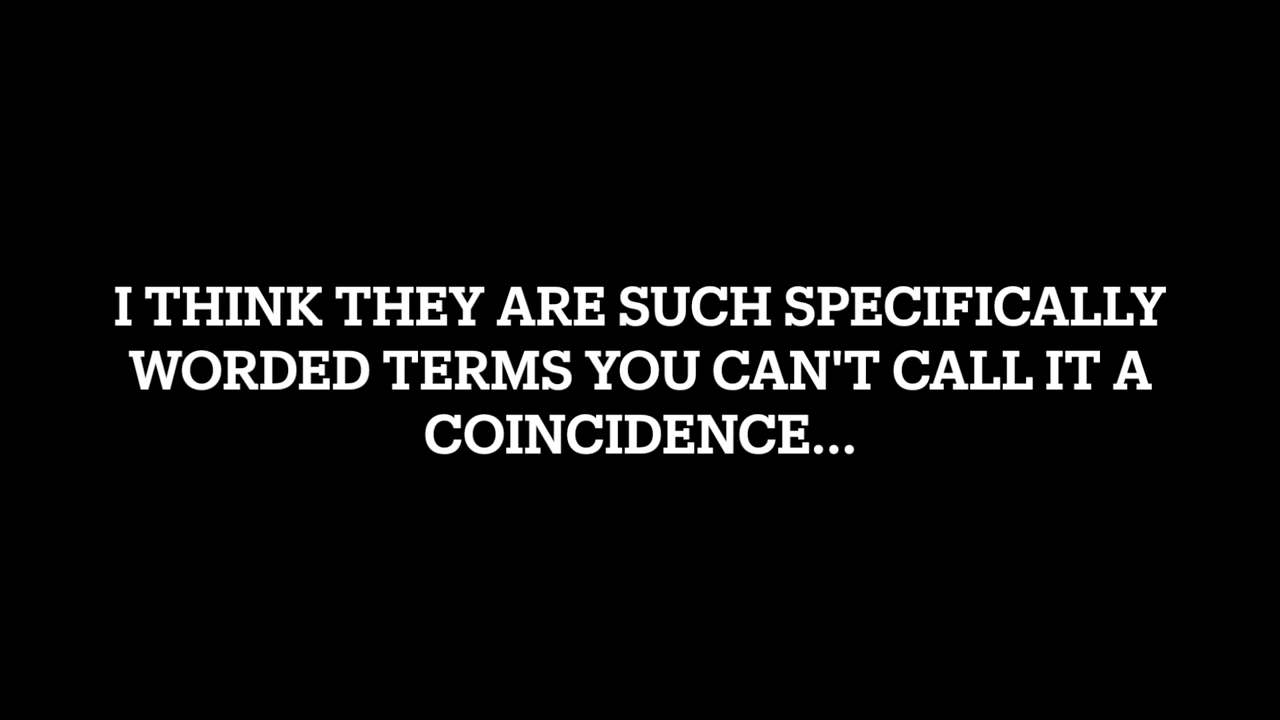 I THINK THEY ARE SUCH SPECIFICALLY
WORDED TERMS YOU CAN'T CALL IT A
COINCIDENCE...